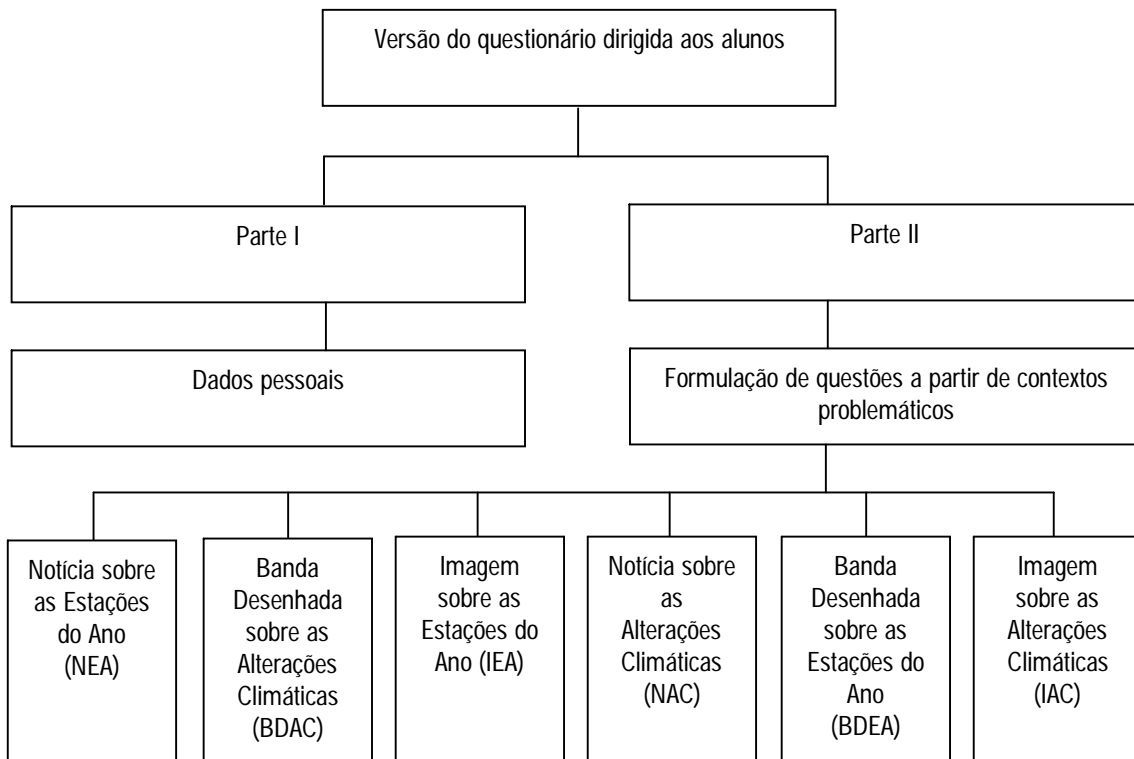 Versão do questionário dirigida aos alunos
Parte I
Parte II
Dados pessoais
Formulação de questões a partir de contextos
problemáticos
Notícia sobre
as Estações
do Ano
(NEA)
Banda
Desenhada
sobre as
Alterações
Climáticas
(BDAC)
Imagem
sobre as
Estações do
Ano (IEA)
Notícia sobre
as
Alterações
Climáticas
(NAC)
Banda
Desenhada
sobre as
Estações do
Ano
(BDEA)
Imagem
sobre as
Alterações
Climáticas
(IAC)